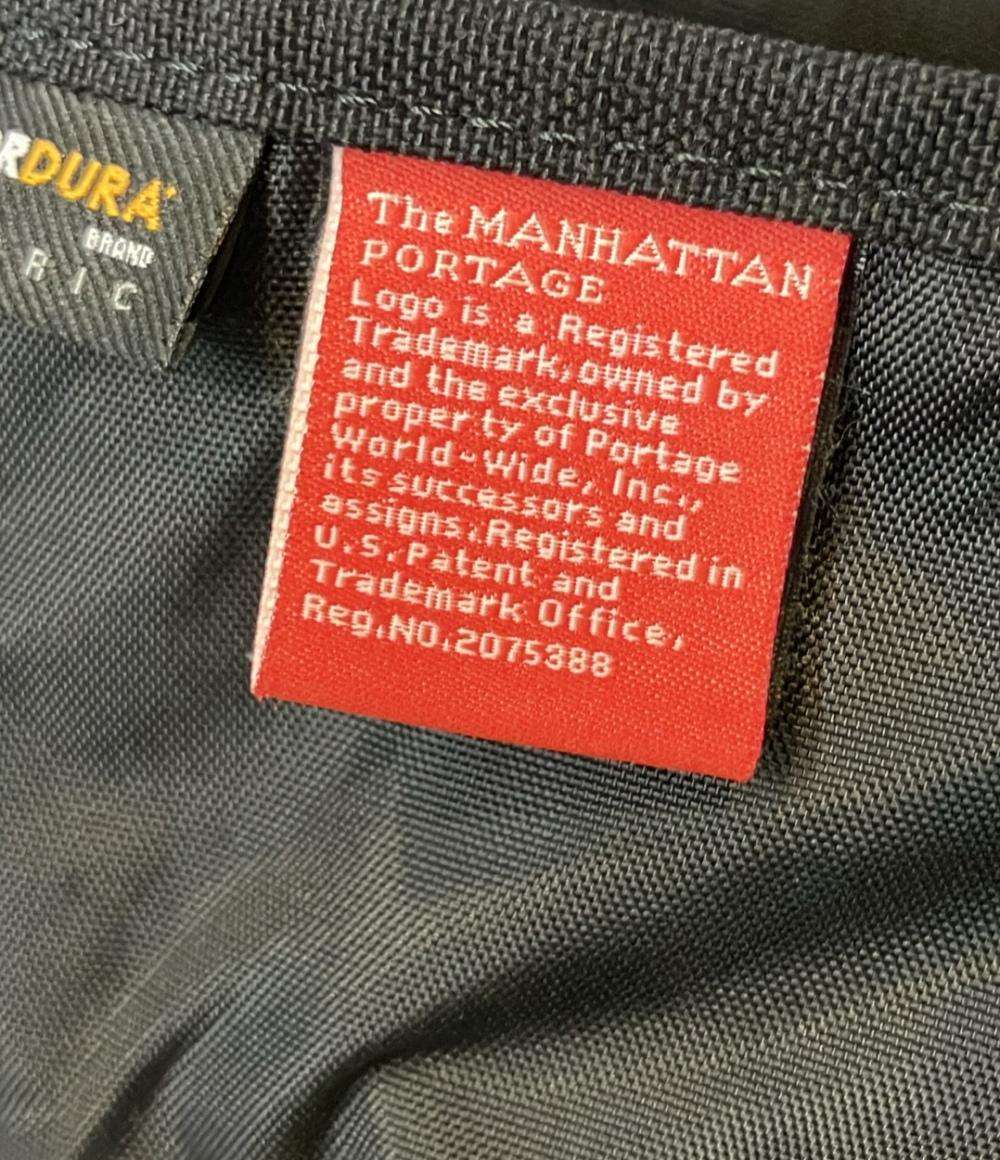 RDURA
BRAND
R I C
The MANHATTAN
PORTAGE
Logo is a Registered
Trademark, owned by
and the exclusive
property of Portage
World-Wide, Inc.,
its successors and
assigns. Registered in
U.S. Patent and
Trademark Office,
Reg.NO.2075388